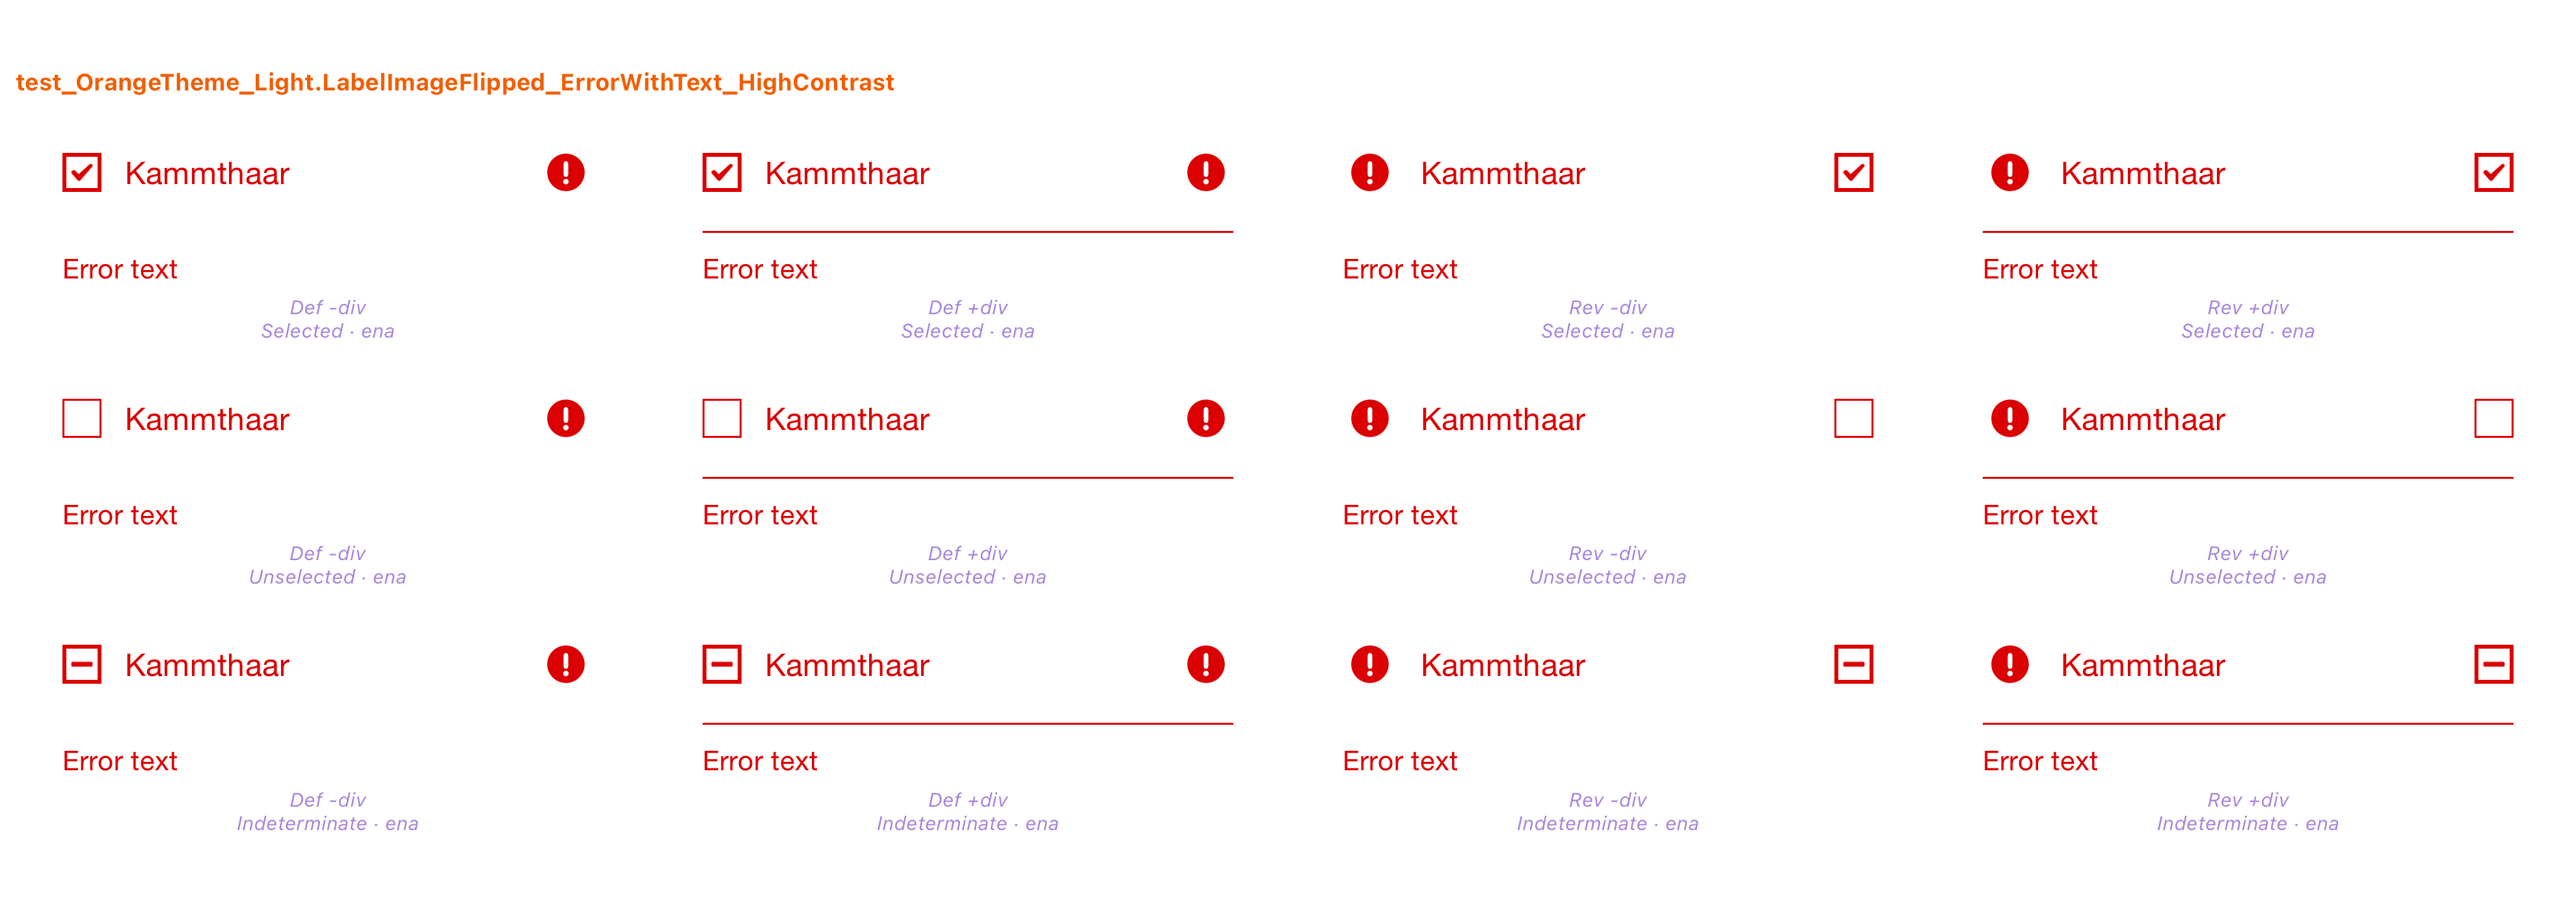 test_OrangeTheme_Light.LabelImageFlipped_ErrorWithText_HighContrast
Kammthaar
Kammthaar
Kammthaar
Kammthaar
Error text
Error text
Error text
Error text
Def -div
Selected · ena
Def +div
Selected · ena
Rev -div
Selected · ena
Rev +div
Selected · ena
Kammthaar
Kammthaar
Kammthaar
Kammthaar
Error text
Error text
Error text
Error text
Def -div
Unselected · ena
Def +div
Unselected · ena
Rev -div
Unselected · ena
Rev +div
Unselected · ena
Kammthaar
Kammthaar
Kammthaar
Kammthaar
Error text
Error text
Error text
Error text
Def -div
Indeterminate · ena
Def +div
Indeterminate · ena
Rev -div
Indeterminate · ena
Rev +div
Indeterminate · ena